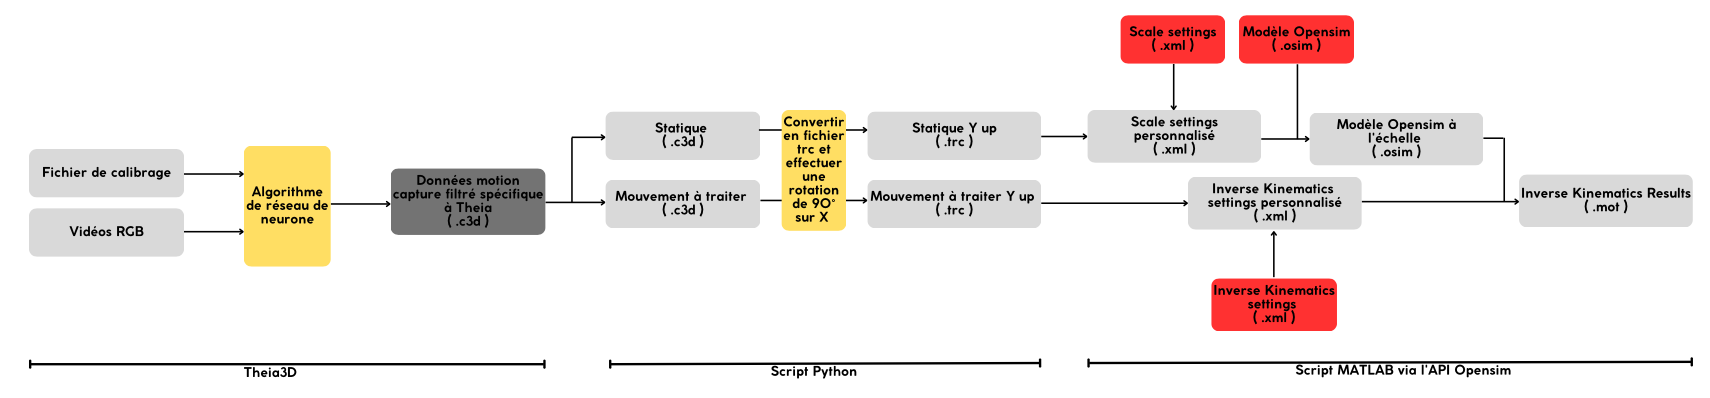 Scale settings
( .xml )
Modèle Opensim
( .osim )
Fichier de calibrage
Vidéos RGB
Algorithme
de réseau de
neurone
Données motion
capture filtré spécifique
à Theia
( .c3d )
Statique
( .c3d )
Mouvement à traiter
( .c3d )
Convertir
en fichier
trc et
effectuer
une
rotation
de 90°
sur X
Statique Y up
( .trc )
Mouvement à traiter Y up
( .trc )
Scale settings
personnalisé
( .xml )
Modèle Opensim à
l'échelle
( .osim )
Inverse Kinematics
settings personnalisé
( .xml )
Inverse Kinematics Results
( .mot )
Inverse Kinematics
settings
( .xml )
Theia3D
Script Python
Script MATLAB via l'API Opensim